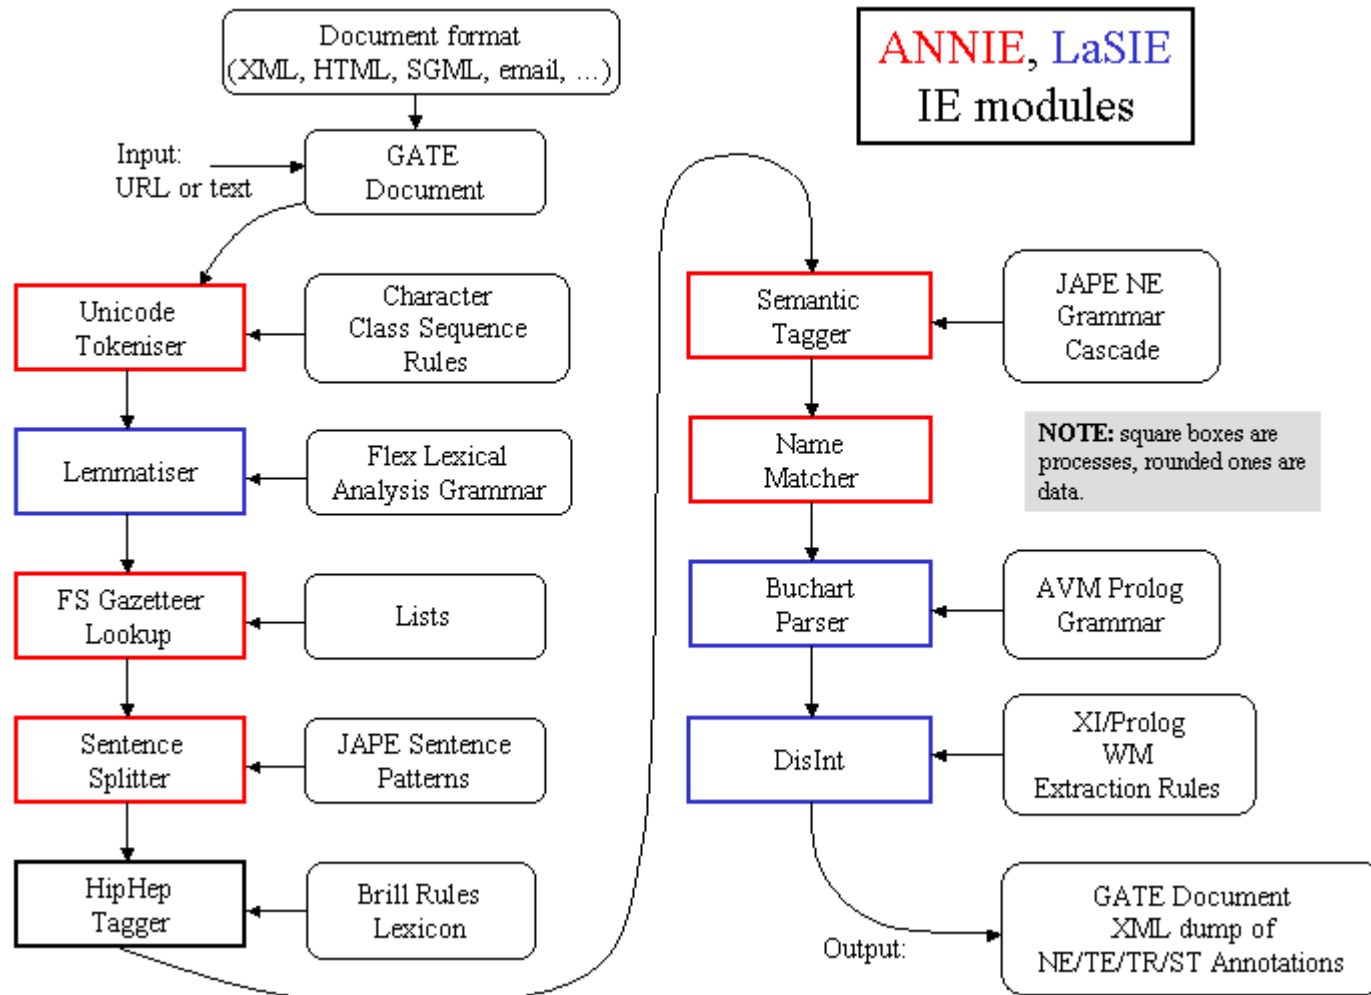 Document format
(XML, HTML, SGML, email, ...)
ANNIE, LaSIE
IE modules
Input:
URL or text
GATE
Document
Unicode
Tokeniser
Character
Class Sequence
Rules
Lemmatiser
Flex Lexical
Analysis Grammar
FS Gazetteer
Lookup
Lists
Sentence
Splitter
JAPE Sentence
Patterns
HipHep
Tagger
Brill Rules
Lexicon
Semantic
Tagger
JAPE NE
Grammar
Cascade
Name
Matcher
NOTE: square boxes are
processes, rounded ones are
data.
Buchart
Parser
AVM Prolog
Grammar
DisInt
XI/Prolog
WM
Extraction Rules
Output:
GATE Document
XML dump of
NE/TE/TR/ST Annotations